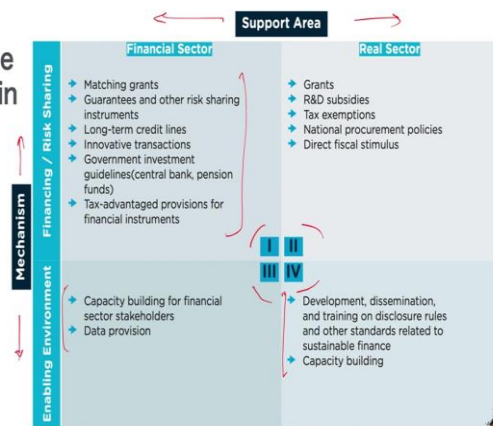 Support Area
e
in
Financial Sector
Real Sector
Mechanism
Financing / Risk Sharing
Matching grants
Guarantees and other risk sharing
instruments
Long-term credit lines
Innovative transactions
Government investment
guidelines(central bank, pension
funds)
Tax-advantaged provisions for
financial instruments
Grants
R&D subsidies
Tax exemptions
National procurement policies
Direct fiscal stimulus
I II
III IV
Enabling Environment
Capacity building for financial
sector stakeholders
Data provision
Development, dissemination,
and training on disclosure rules
and other standards related to
sustainable finance
Capacity building